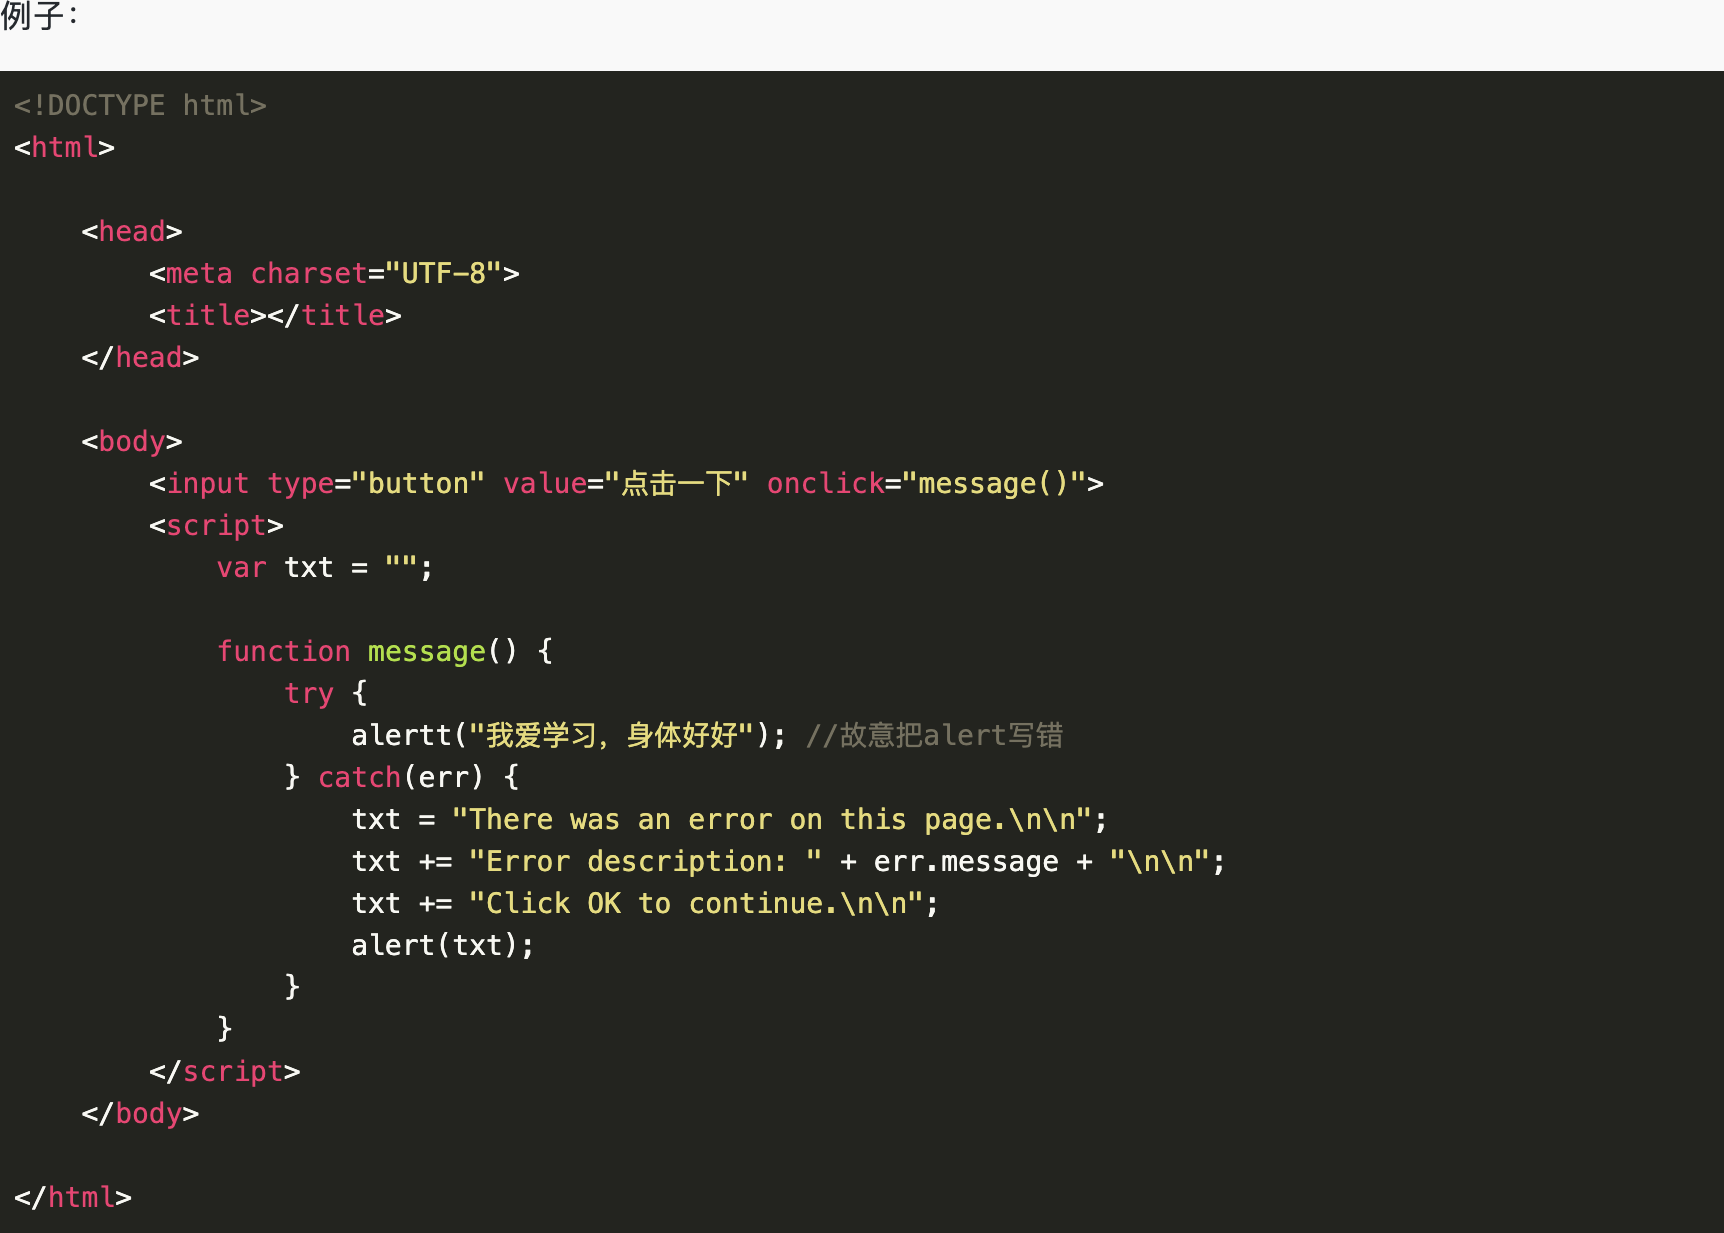 例子：
<!DOCTYPE html>
<html>
    <head>
        <meta charset="UTF-8">
        <title></title>
    </head>
    <body>
        <input type="button" value="点击一下" onclick="message()">
        <script>
            var txt = "";
            function message() {
                try {
                    alertt("我爱学习，身体好好"); //故意把alert写错
                } catch(err) {
                    txt = "There was an error on this page.\n\n";
                    txt += "Error description: " + err.message + "\n\n";
                    txt += "Click OK to continue.\n\n";
                    alert(txt);
                }
            }
        </script>
    </body>
</html>